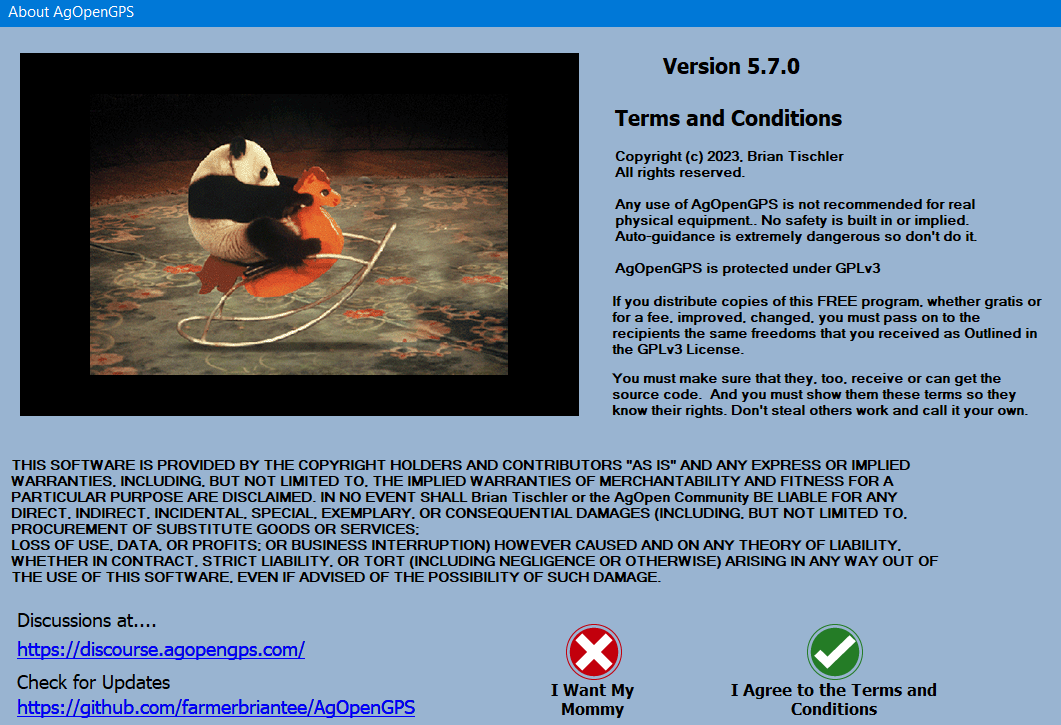 About AgOpenGPS
Version 5.7.0
Terms and Conditions
Copyright (c) 2023, Brian Tischler
All rights reserved.
Any use of AgOpenGPS is not recommended for real
physical equipment.. No safety is built in or implied.
Auto-guidance is extremely dangerous so don't do it.
AgOpenGPS is protected under GPLv3
If you distribute copies of this FREE program, whether gratis or
for a fee, improved, changed, you must pass on to the
recipients the same freedoms that you received as Outlined in
the GPLv3 License.
You must make sure that they, too, receive or can get the
source code.  And you must show them these terms so they
know their rights. Don't steal others work and call it your own.
THIS SOFTWARE IS PROVIDED BY THE COPYRIGHT HOLDERS AND CONTRIBUTORS "AS IS" AND ANY EXPRESS OR IMPLIED
WARRANTIES, INCLUDING, BUT NOT LIMITED TO, THE IMPLIED WARRANTIES OF MERCHANTABILITY AND FITNESS FOR A
PARTICULAR PURPOSE ARE DISCLAIMED. IN NO EVENT SHALL Brian Tischler or the AgOpen Community BE LIABLE FOR ANY
DIRECT, INDIRECT, INCIDENTAL, SPECIAL, EXEMPLARY, OR CONSEQUENTIAL DAMAGES (INCLUDING, BUT NOT LIMITED TO,
PROCUREMENT OF SUBSTITUTE GOODS OR SERVICES;
LOSS OF USE, DATA, OR PROFITS; OR BUSINESS INTERRUPTION) HOWEVER CAUSED AND ON ANY THEORY OF LIABILITY,
WHETHER IN CONTRACT, STRICT LIABILITY, OR TORT (INCLUDING NEGLIGENCE OR OTHERWISE) ARISING IN ANY WAY OUT OF
THE USE OF THIS SOFTWARE, EVEN IF ADVISED OF THE POSSIBILITY OF SUCH DAMAGE.
Discussions at....
https://discourse.agopengps.com/
Check for Updates
https://github.com/farmerbriantee/AgOpenGPS
I Want My
Mommy
I Agree to the Terms and
Conditions